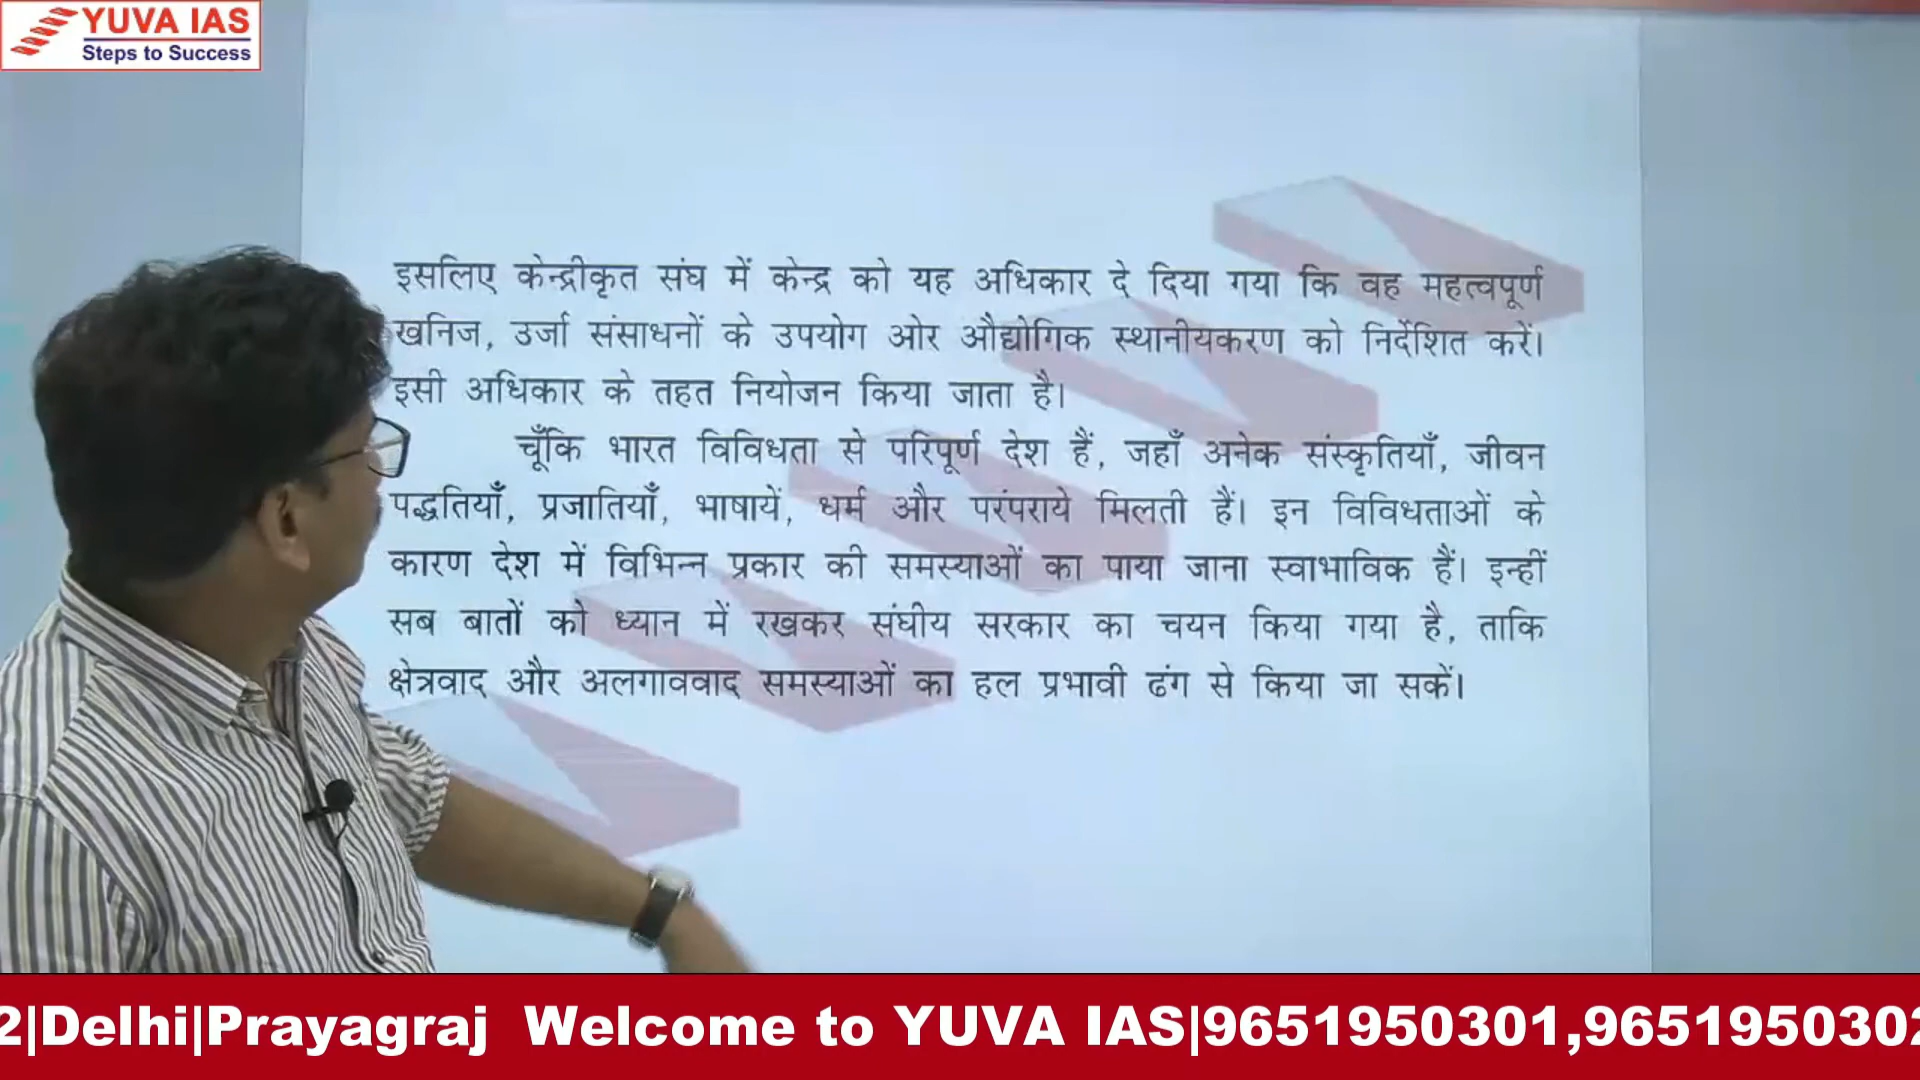 YUVA IAS
Steps to Success
इसलिए केन्द्रीकृत संघ में केन्द्र को यह अधिकार दे दिया गया कि वह महत्वपूर्ण
खनिज, उर्जा संसाधनों के उपयोग ओर औद्योगिक स्थानीयकरण को निर्देशित करें।
इसी अधिकार के तहत नियोजन किया जाता है।
चूँकि भारत विविधता से परिपूर्ण देश हैं, जहाँ अनेक संस्कृतियाँ, जीवन
पद्धतियाँ, प्रजातियाँ, भाषायें, धर्म और परंपराये मिलती हैं। इन विविधताओं के
कारण देश में विभिन्न प्रकार की समस्याओं का पाया जाना स्वाभाविक हैं। इन्हीं
सब बातों को ध्यान में रखकर संघीय सरकार का चयन किया गया है, ताकि
क्षेत्रवाद और अलगाववाद समस्याओं का हल प्रभावी ढंग से किया जा सकें।
2|Delhi|Prayagraj Welcome to YUVA IAS|9651950301,9651950302